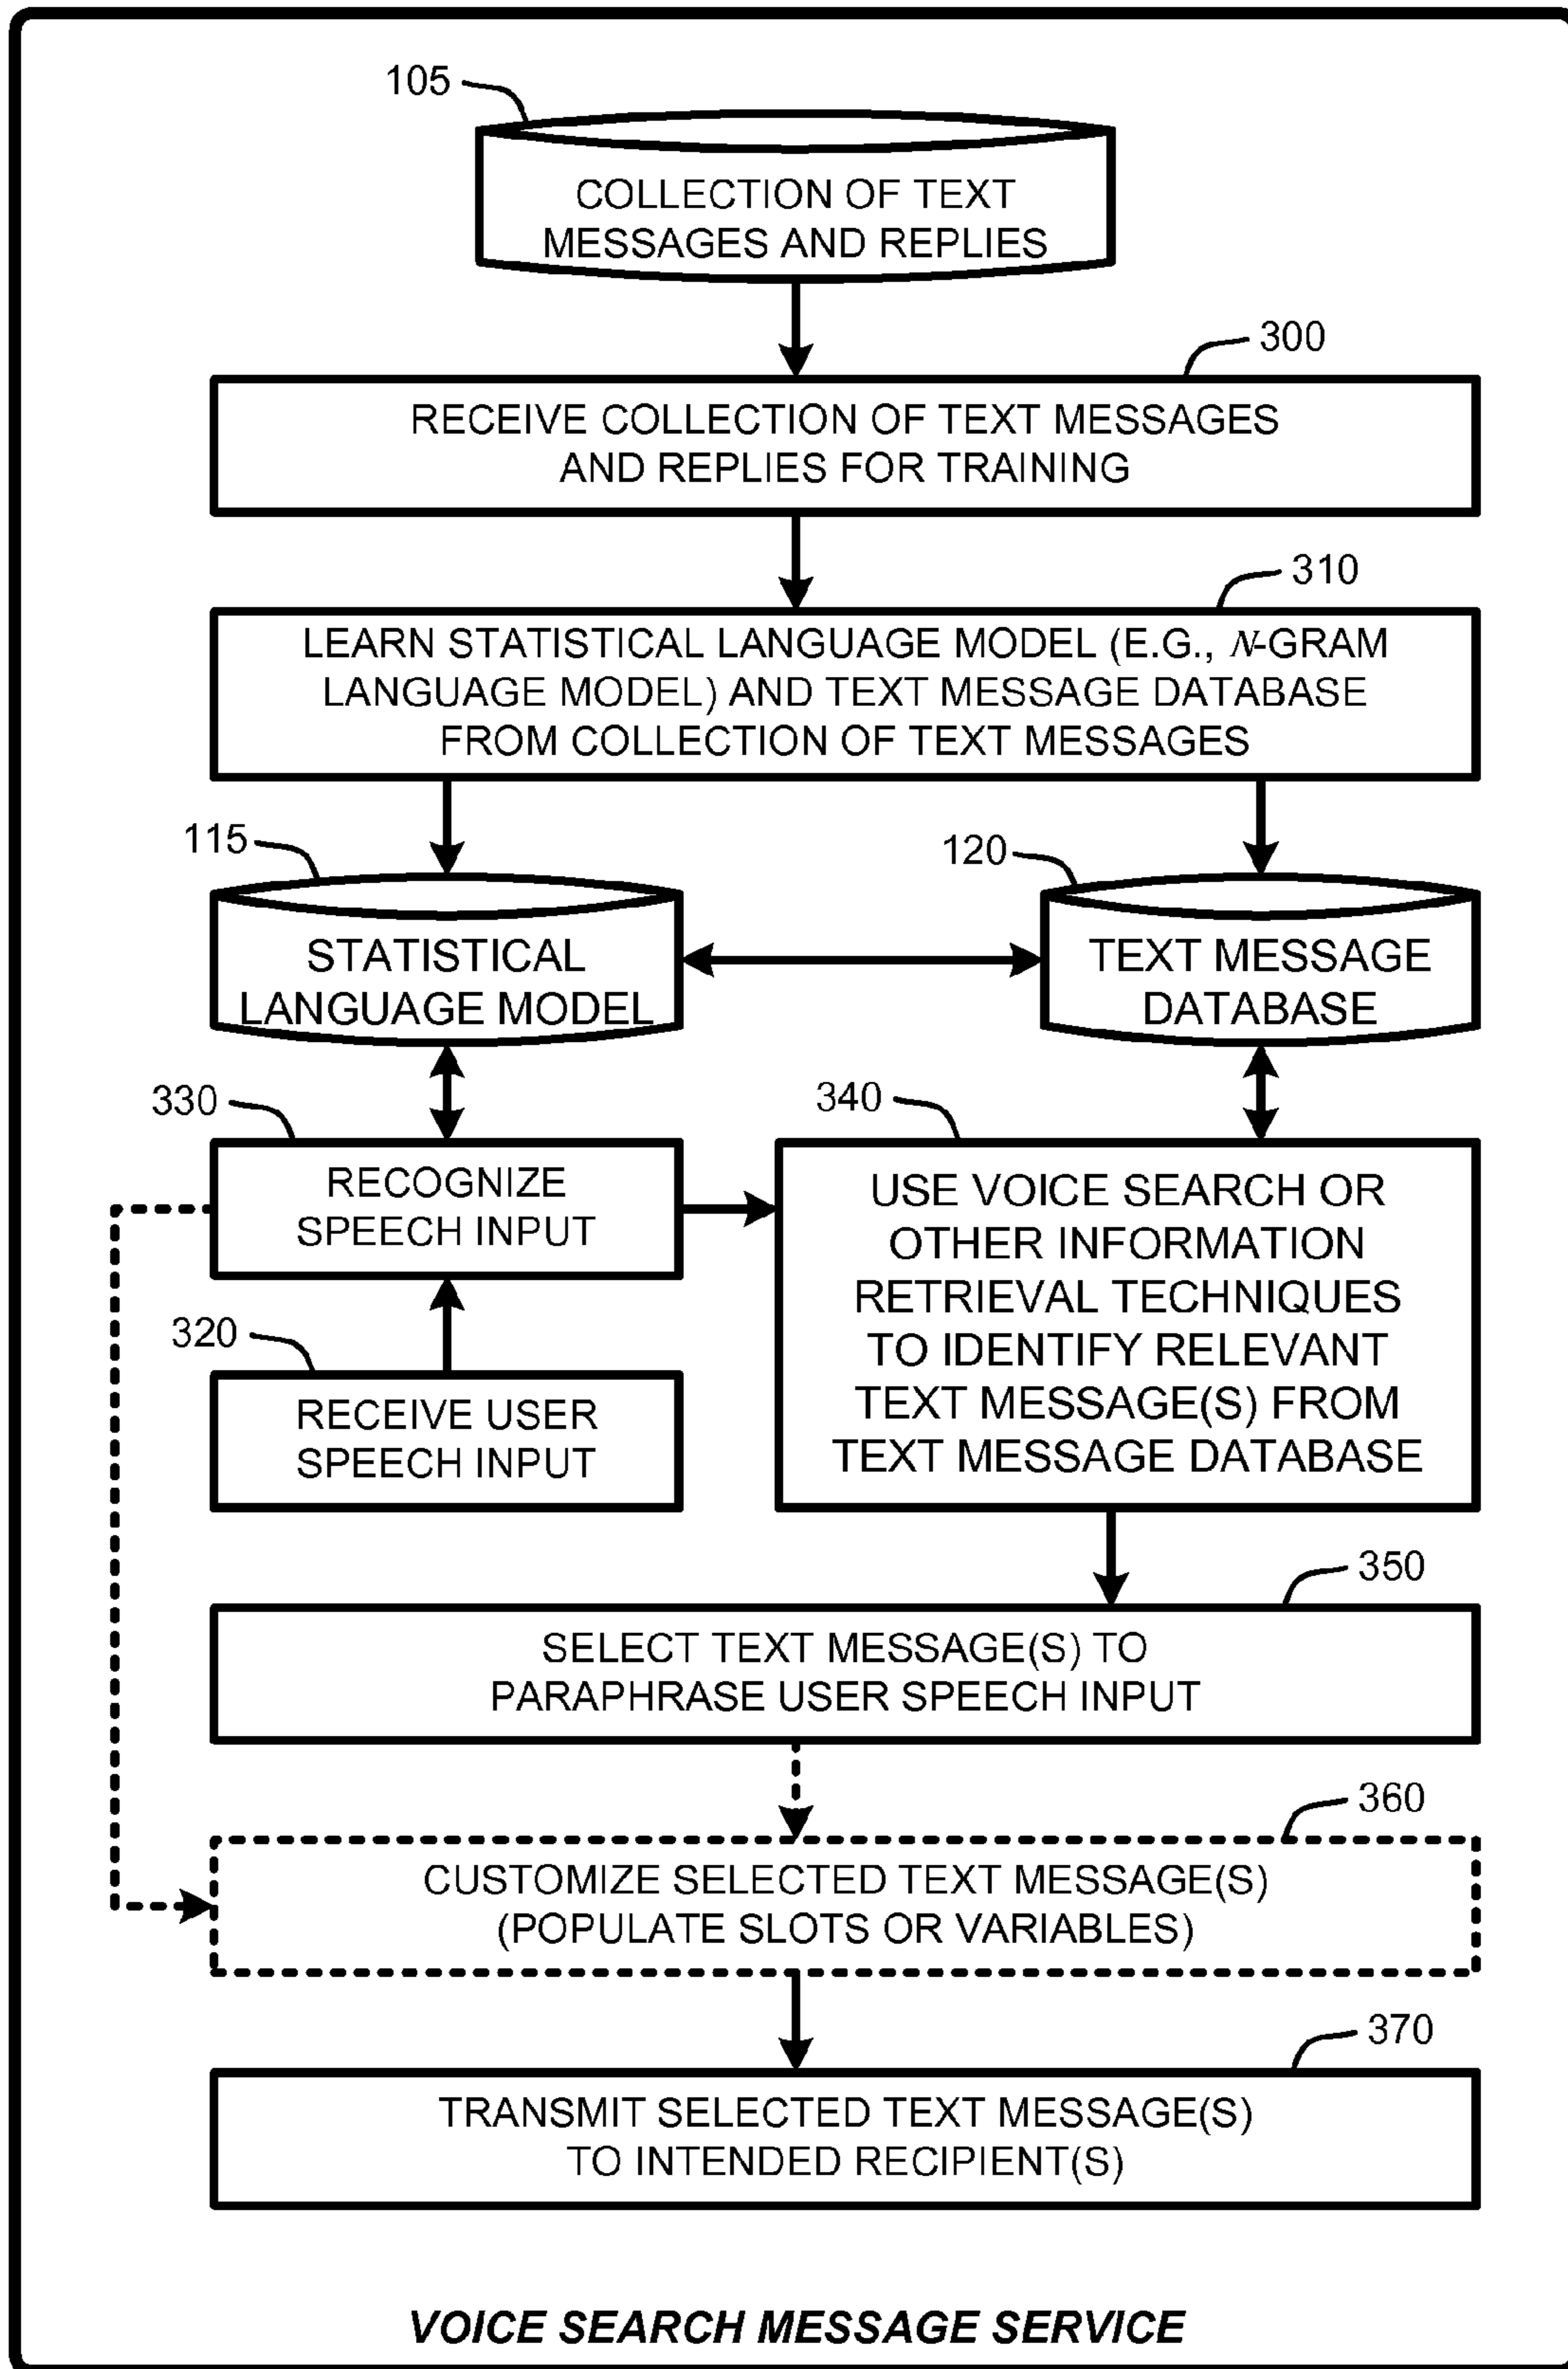 105
COLLECTION OF TEXT
MESSAGES AND REPLIES
300
RECEIVE COLLECTION OF TEXT MESSAGES
AND REPLIES FOR TRAINING
310
LEARN STATISTICAL LANGUAGE MODEL (E.G., N-GRAM
LANGUAGE MODEL) AND TEXT MESSAGE DATABASE
FROM COLLECTION OF TEXT MESSAGES
115
STATISTICAL
LANGUAGE MODEL
120
TEXT MESSAGE
DATABASE
330
RECOGNIZE
SPEECH INPUT
320
RECEIVE USER
SPEECH INPUT
340
USE VOICE SEARCH OR
OTHER INFORMATION
RETRIEVAL TECHNIQUES
TO IDENTIFY RELEVANT
TEXT MESSAGE(S) FROM
TEXT MESSAGE DATABASE
350
SELECT TEXT MESSAGE(S) TO
PARAPHRASE USER SPEECH INPUT
360
CUSTOMIZE SELECTED TEXT MESSAGE(S)
(POPULATE SLOTS OR VARIABLES)
370
TRANSMIT SELECTED TEXT MESSAGE(S)
TO INTENDED RECIPIENT(S)
VOICE SEARCH MESSAGE SERVICE